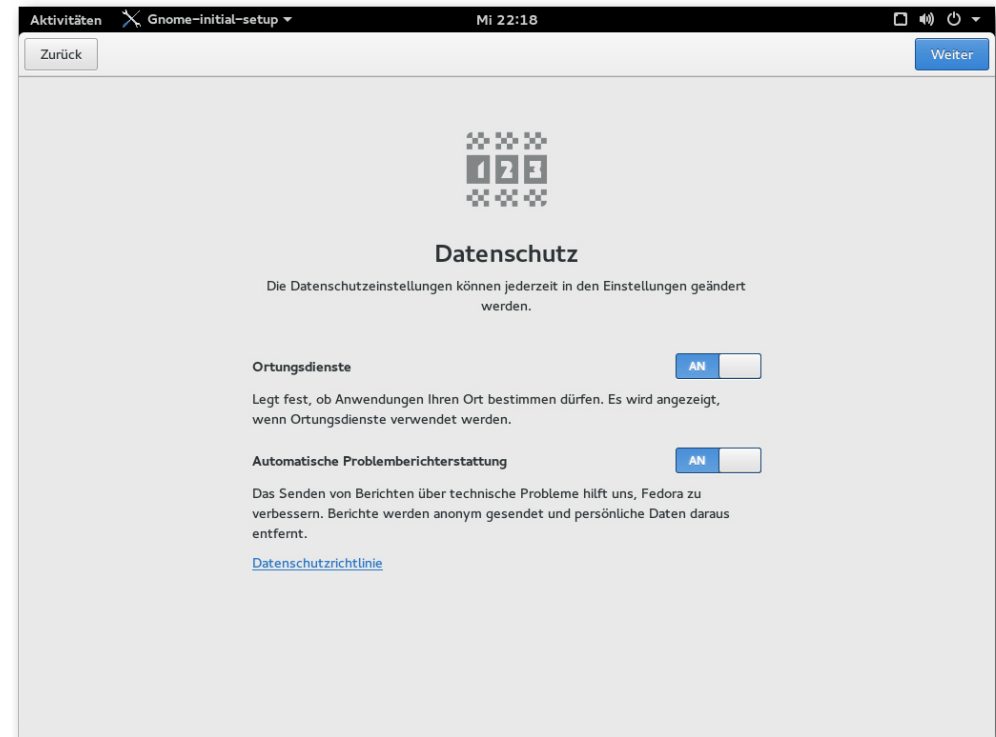 Aktivitäten Gnome-initial-setup Mi 22:18
Zurück Weiter
1 2 3
Datenschutz
Die Datenschutzeinstellungen können jederzeit in den Einstellungen geändert
werden.
Ortungsdienste AN
Legt fest, ob Anwendungen Ihren Ort bestimmen dürfen. Es wird angezeigt,
wenn Ortungsdienste verwendet werden.
Automatische Problemberichterstattung AN
Das Senden von Berichten über technische Probleme hilft uns, Fedora zu
verbessern. Berichte werden anonym gesendet und persönliche Daten daraus
entfernt.
Datenschutzrichtlinie